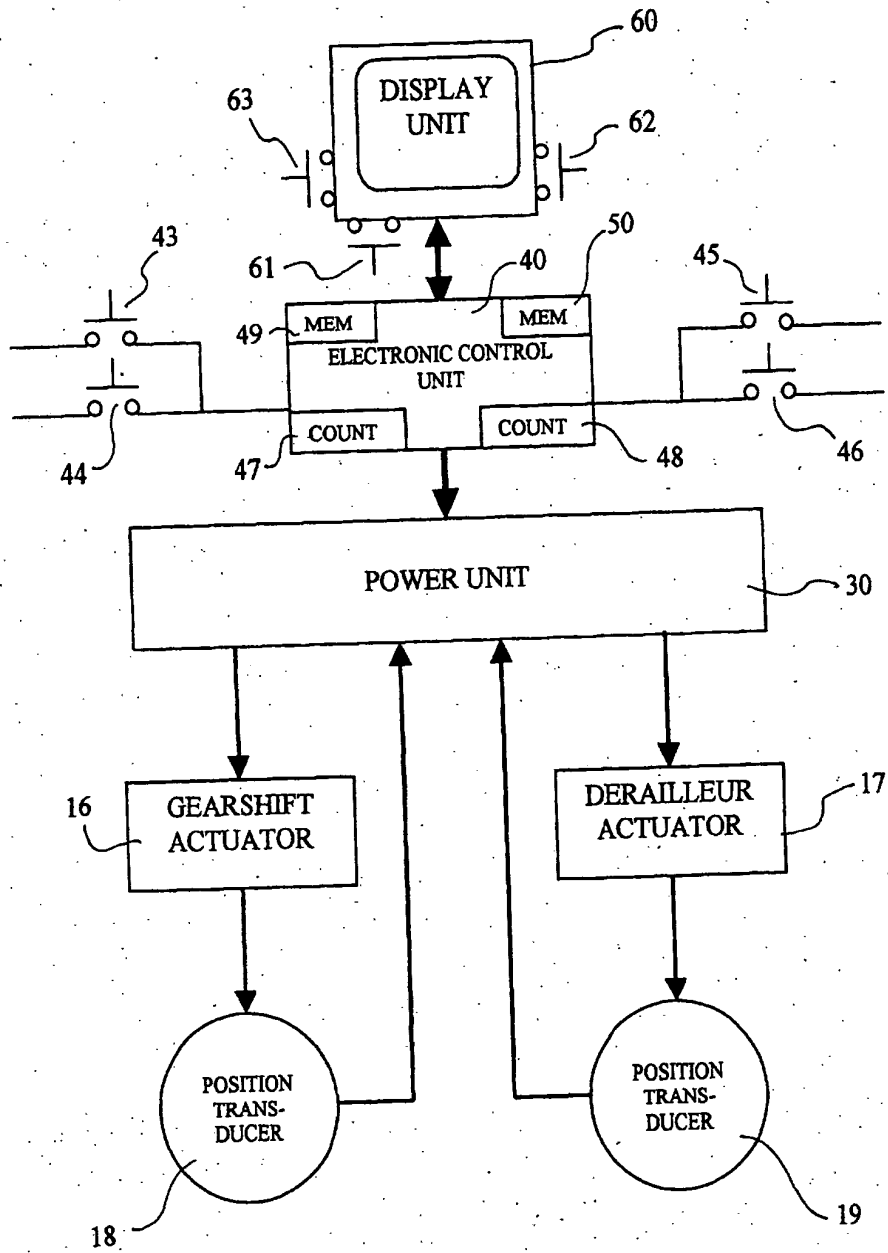 60
DISPLAY
UNIT
63
62
43
61
40
50
45
49
MEM
MEM
ELECTRONIC CONTROL
UNIT
COUNT
COUNT
44
47
48
46
POWER UNIT
30
16
GEARSHIFT
ACTUATOR
DERAILLEUR
ACTUATOR
17
POSITION
TRANS-
DUCER
POSITION
TRANS-
DUCER
18
19